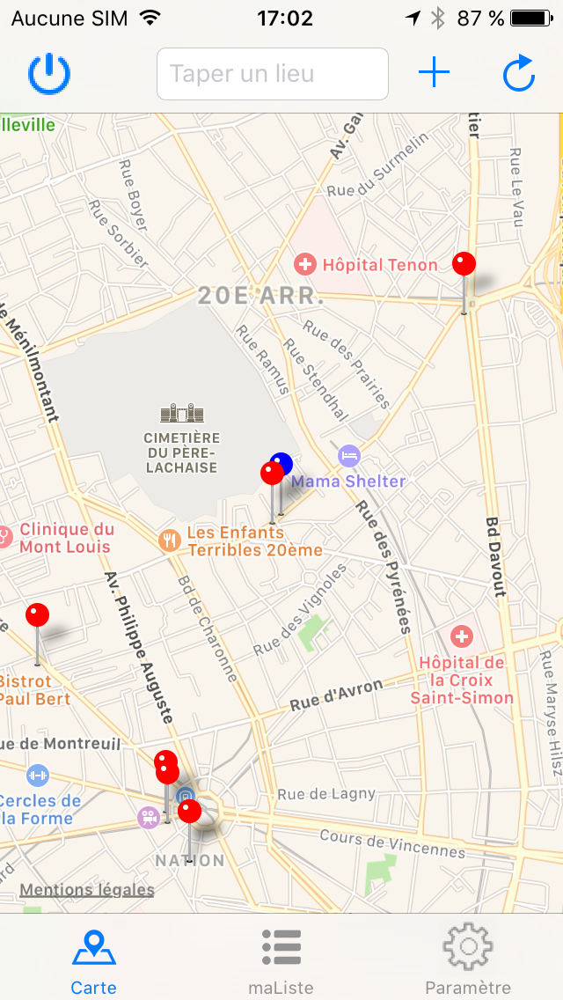 Aucune SIM 17:02 87 %
Taper un lieu
lleville
Av. Ga
tier
Rue du Surmelin
Rue Le Vau
Rue Boyer
Rue Sorbier
Hôpital Tenon
20E ARR.
de Ménilmontant
Rue Ramus
Rue des Prairies
Rue Stendhal
CIMETIÈRE
DU PÈRE-
LACHAISE
Mama Shelter
Clinique du
Mont Louis
Les Enfants
Terribles 20ème
Rue des Pyrénées
Bd Davout
Av. Philippe Auguste
Bd de Charonne
Rue des Vignoles
re
Bistrot
Paul Bert
Hôpital de
la Croix
Saint-Simon
Rue d'Avron
Rue Maryse Hilsz
ue de Montreuil
Cercles de
la Forme
Rue de Lagny
Cours de Vincennes
NATION
ard
Mentions légales
Carte
maListe
Paramètre